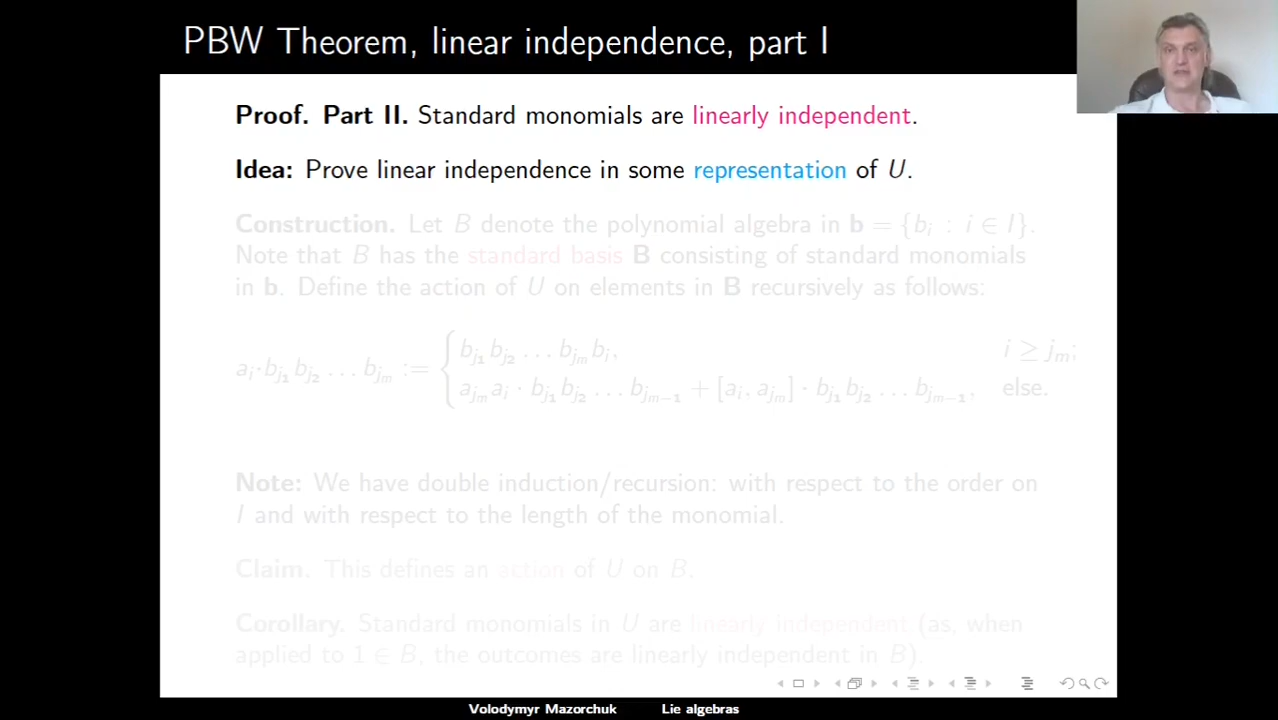 PBW Theorem, linear independence, part I
Proof. Part II. Standard monomials are linearly independent.
Idea: Prove linear independence in some representation of U.
Construction. Let B denote the polynomial algebra in b = {b_i : i ∈ I}.
Note that B has the standard basis B consisting of standard monomials
in b. Define the action of U on elements in B recursively as follows:
a_i · b_{j_1} b_{j_2} … b_{j_m} := { b_{j_1} b_{j_2} … b_{j_m} b_i, i ≥ j_m;
a_{j_m} a_i · b_{j_1} b_{j_2} … b_{j_{m−1}} + [a_i, a_{j_m}] · b_{j_1} b_{j_2} … b_{j_{m−1}}, else.
Note: We have double induction/recursion: with respect to the order on
I and with respect to the length of the monomial.
Claim. This defines an action of U on B.
Corollary. Standard monomials in U are linearly independent (as, when
applied to 1 ∈ B, the outcomes are linearly independent in B).
Volodymyr Mazorchuk Lie algebras